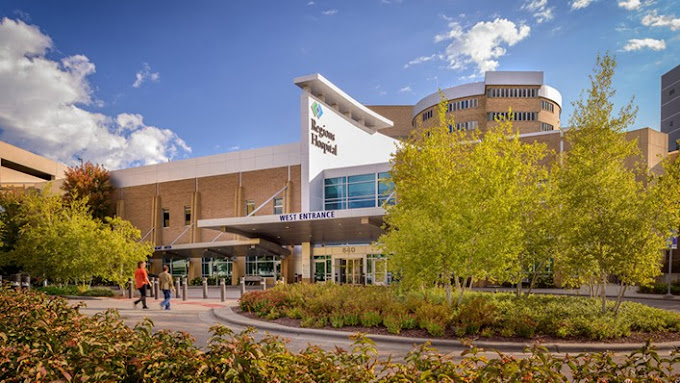 Regions
Hospital
WEST ENTRANCE
640